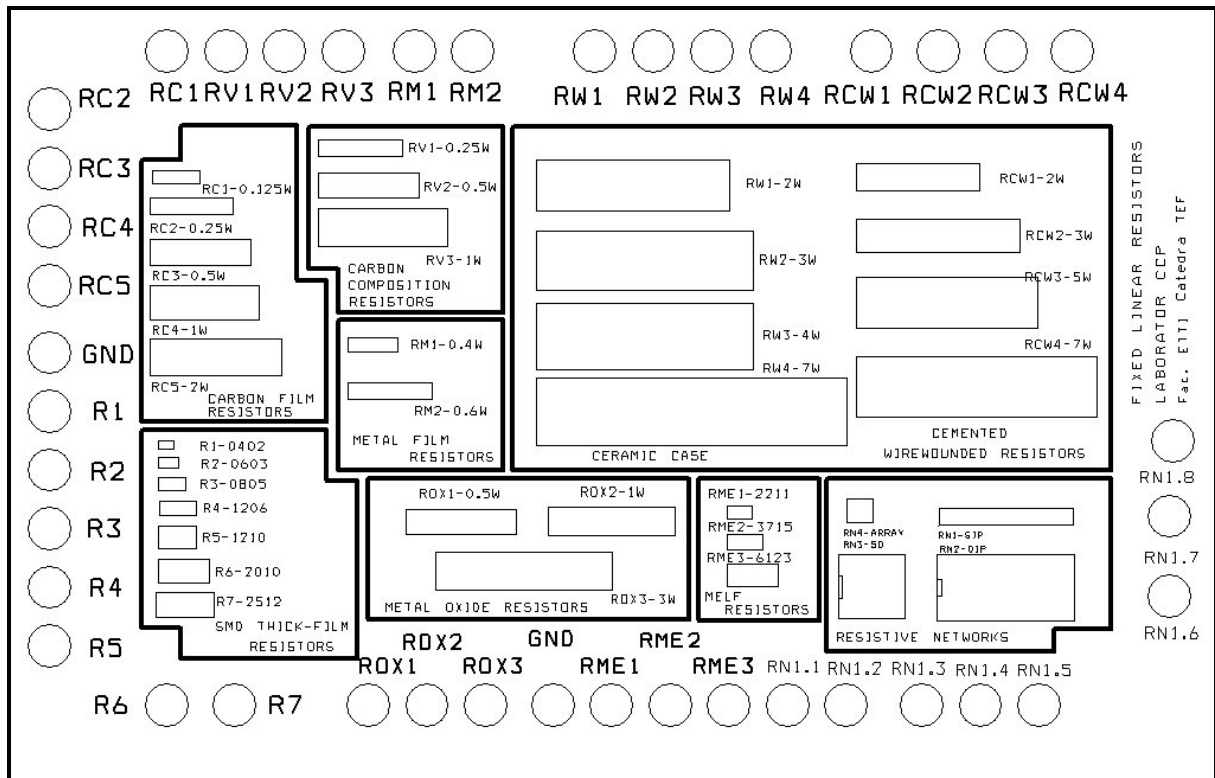 RC1 RV1 RV2 RV3 RM1 RM2 RW1 RW2 RW3 RW4 RCW1 RCW2 RCW3 RCW4
RC2
RC3
RC4
RC5
GND
R1
R2
R3
R4
R5
R6
R7
RC1-0.125W
RC2-0.25W
RC3-0.5W
RC4-1W
RC5-2W
CARBON FILM
RESISTORS
RV1-0.25W
RV2-0.5W
RV3-1W
CARBON
COMPOSITION
RESISTORS
RM1-0.4W
RM2-0.6W
METAL FILM
RESISTORS
RW1-2W
RW2-3W
RW3-4W
RW4-7W
CERAMIC CASE
RCW1-2W
RCW2-3W
RCW3-5W
RCW4-7W
CEMENTED
WIREWOUNDED RESISTORS
FIXED LINEAR RESISTORS
LABORATOR CCP
Fac. ETTI Catedra TEF
R1-0402
R2-0603
R3-0805
R4-1206
R5-1210
R6-2010
R7-2512
SMD THICK-FILM
RESISTORS
ROX1-0.5W
ROX2-1W
ROX3-3W
METAL OXIDE RESISTORS
RME1-2211
RME2-3715
RME3-6123
MELF
RESISTORS
RN4-ARRAY
RN3-SO
RN1-SIP
RN2-DIP
RESISTIVE NETWORKS
RN1.8
RN1.7
RN1.6
ROX1
ROX2
ROX3
GND
RME1
RME2
RME3
RN1.1
RN1.2
RN1.3
RN1.4
RN1.5